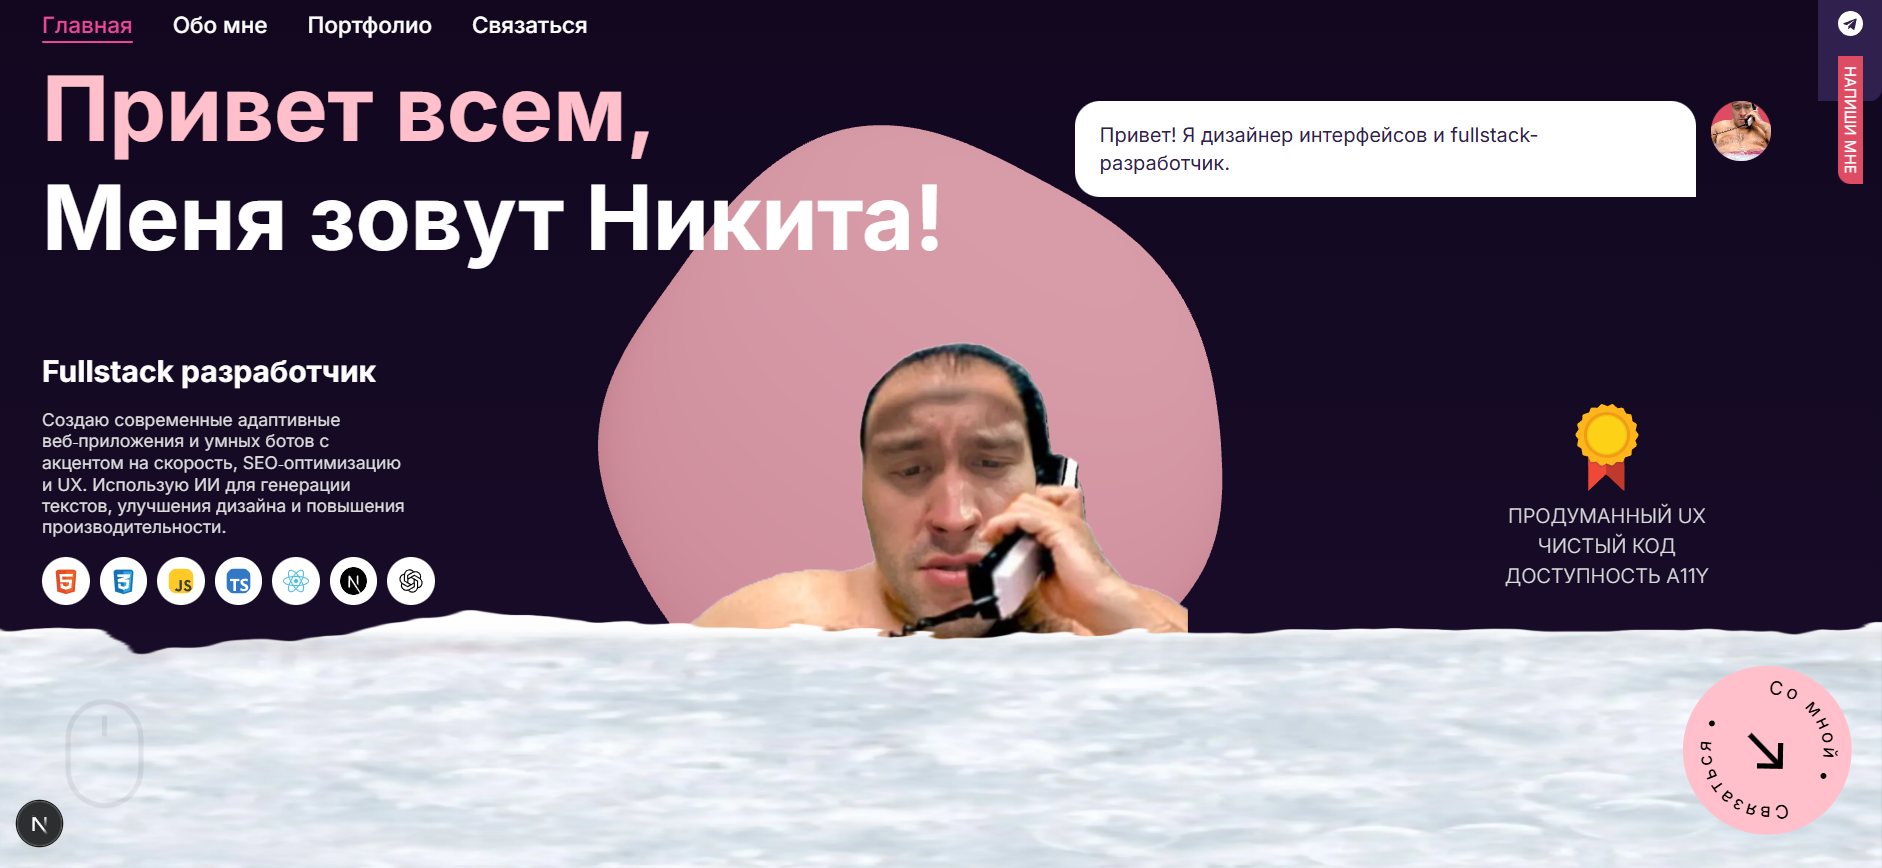 Главная
Обо мне
Портфолио
Связаться
Привет всем,
Меня зовут Никита!
Привет! Я дизайнер интерфейсов и fullstack-
разработчик.
НАПИШИ МНЕ
Fullstack разработчик
Создаю современные адаптивные
веб-приложения и умных ботов с
акцентом на скорость, SEO-оптимизацию
и UX. Использую ИИ для генерации
текстов, улучшения дизайна и повышения
производительности.
5
3
JS
TS
N
ПРОДУМАННЫЙ UX
ЧИСТЫЙ КОД
ДОСТУПНОСТЬ A11Y
Связаться • Со мной •
N